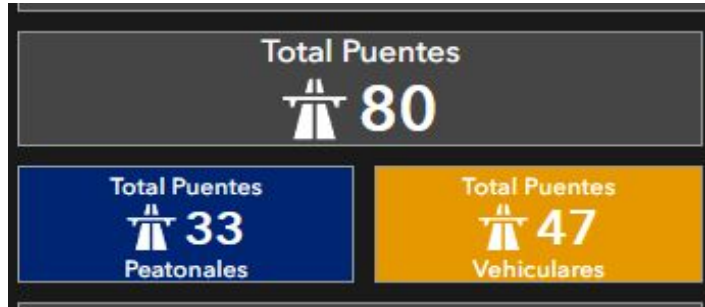 Total Puentes
80
Total Puentes
33
Peatonales
Total Puentes
47
Vehiculares